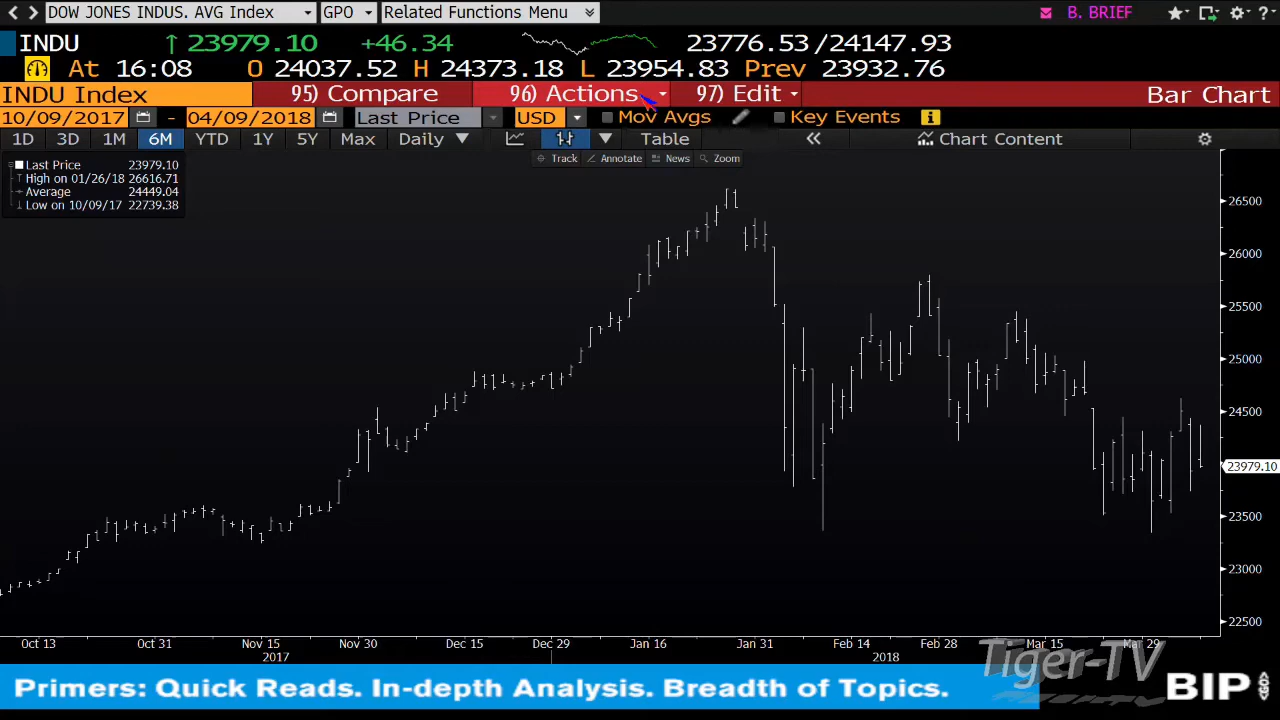 DOW JONES INDUS. AVG Index GPO Related Functions Menu B. BRIEF ?
INDU ↑ 23979.10 +46.34 23776.53 /24147.93
At 16:08 O 24037.52 H 24373.18 L 23954.83 Prev 23932.76
INDU Index 95) Compare 96) Actions 97) Edit Bar Chart
10/09/2017 - 04/09/2018 Last Price USD Mov Avgs Key Events
1D 3D 1M 6M YTD 1Y 5Y Max Daily ▼ Table « Chart Content
Track Annotate News Zoom
Last Price 23979.10
High on 01/26/18 26616.71
Average 24449.04
Low on 10/09/17 22739.38
26500
26000
25500
25000
24500
23979.10
23500
23000
22500
Oct 13 Oct 31 Nov 15 Nov 30 Dec 15 Dec 29 Jan 16 Jan 31 Feb 14 Feb 28 Mar 15 Mar 29
2017 2018
Tiger-TV
Primers: Quick Reads. In-depth Analysis. Breadth of Topics.
BIP